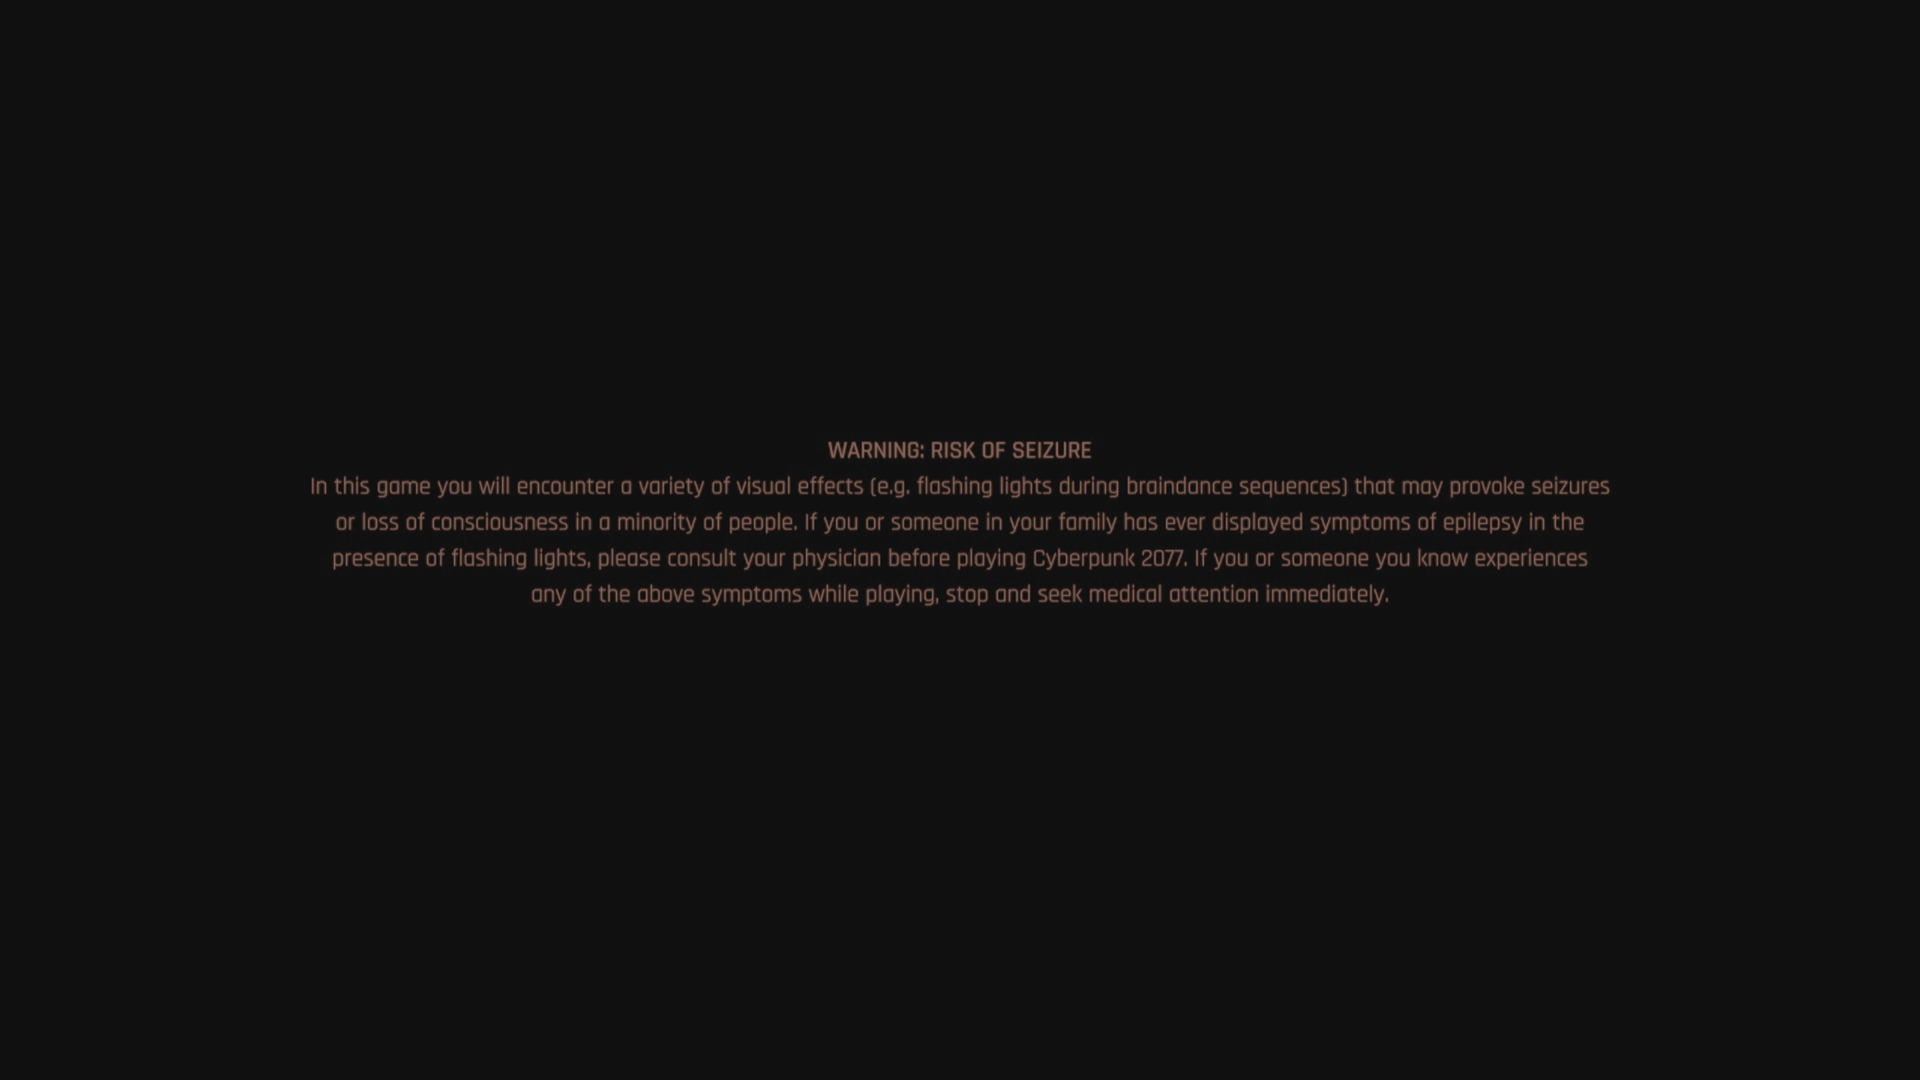 WARNING: RISK OF SEIZURE
In this game you will encounter a variety of visual effects (e.g. flashing lights during braindance sequences) that may provoke seizures
or loss of consciousness in a minority of people. If you or someone in your family has ever displayed symptoms of epilepsy in the
presence of flashing lights, please consult your physician before playing Cyberpunk 2077. If you or someone you know experiences
any of the above symptoms while playing, stop and seek medical attention immediately.